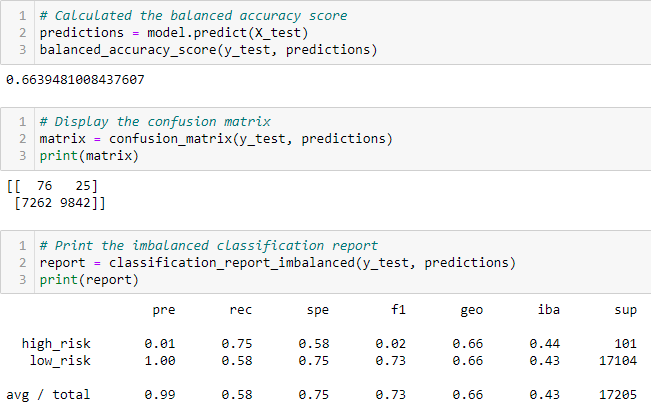 1 # Calculated the balanced accuracy score
2 predictions = model.predict(X_test)
3 balanced_accuracy_score(y_test, predictions)
0.6639481008437607
1 # Display the confusion matrix
2 matrix = confusion_matrix(y_test, predictions)
3 print(matrix)
[[  76   25]
 [7262 9842]]
1 # Print the imbalanced classification report
2 report = classification_report_imbalanced(y_test, predictions)
3 print(report)
pre rec spe f1 geo iba sup
high_risk 0.01 0.75 0.58 0.02 0.66 0.44 101
low_risk 1.00 0.58 0.75 0.73 0.66 0.43 17104
avg / total 0.99 0.58 0.75 0.73 0.66 0.43 17205